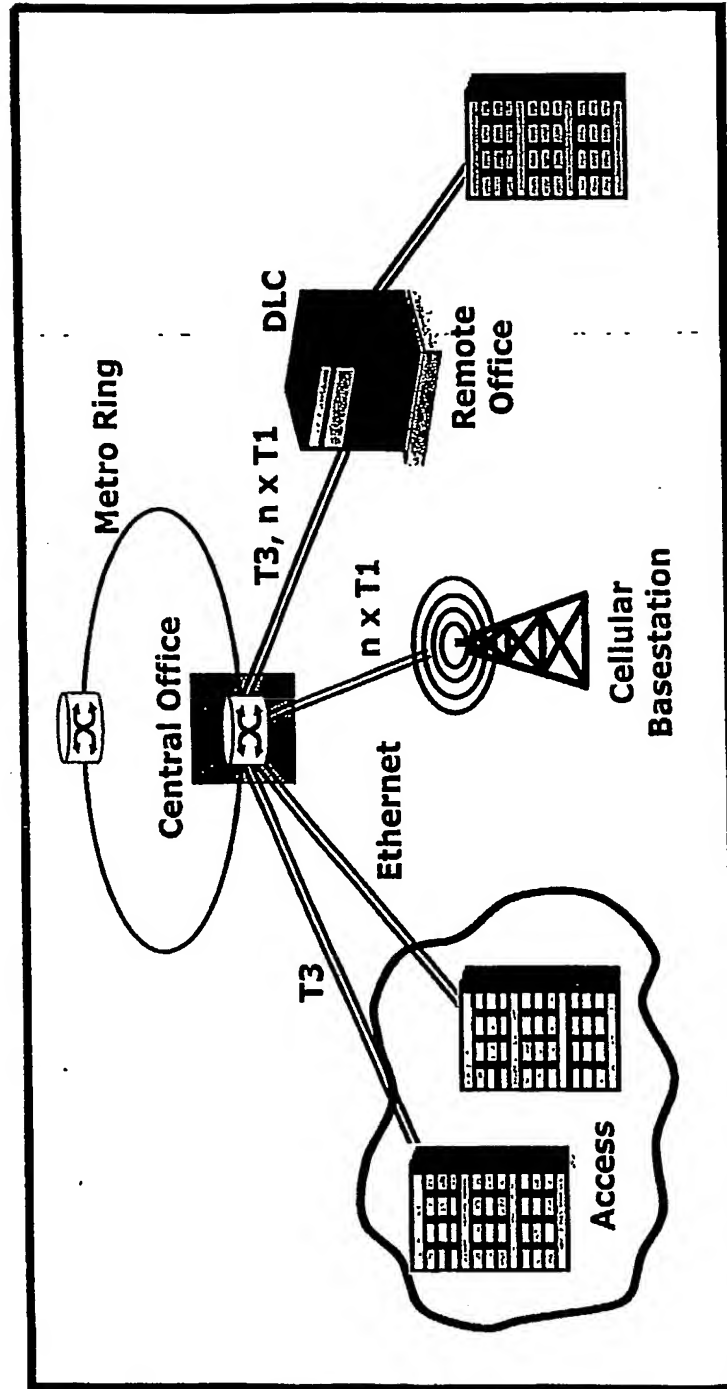 Metro Ring
Central Office
T3, n x T1
DLC
Remote
Office
n x T1
Cellular
Basestation
Ethernet
T3
Access